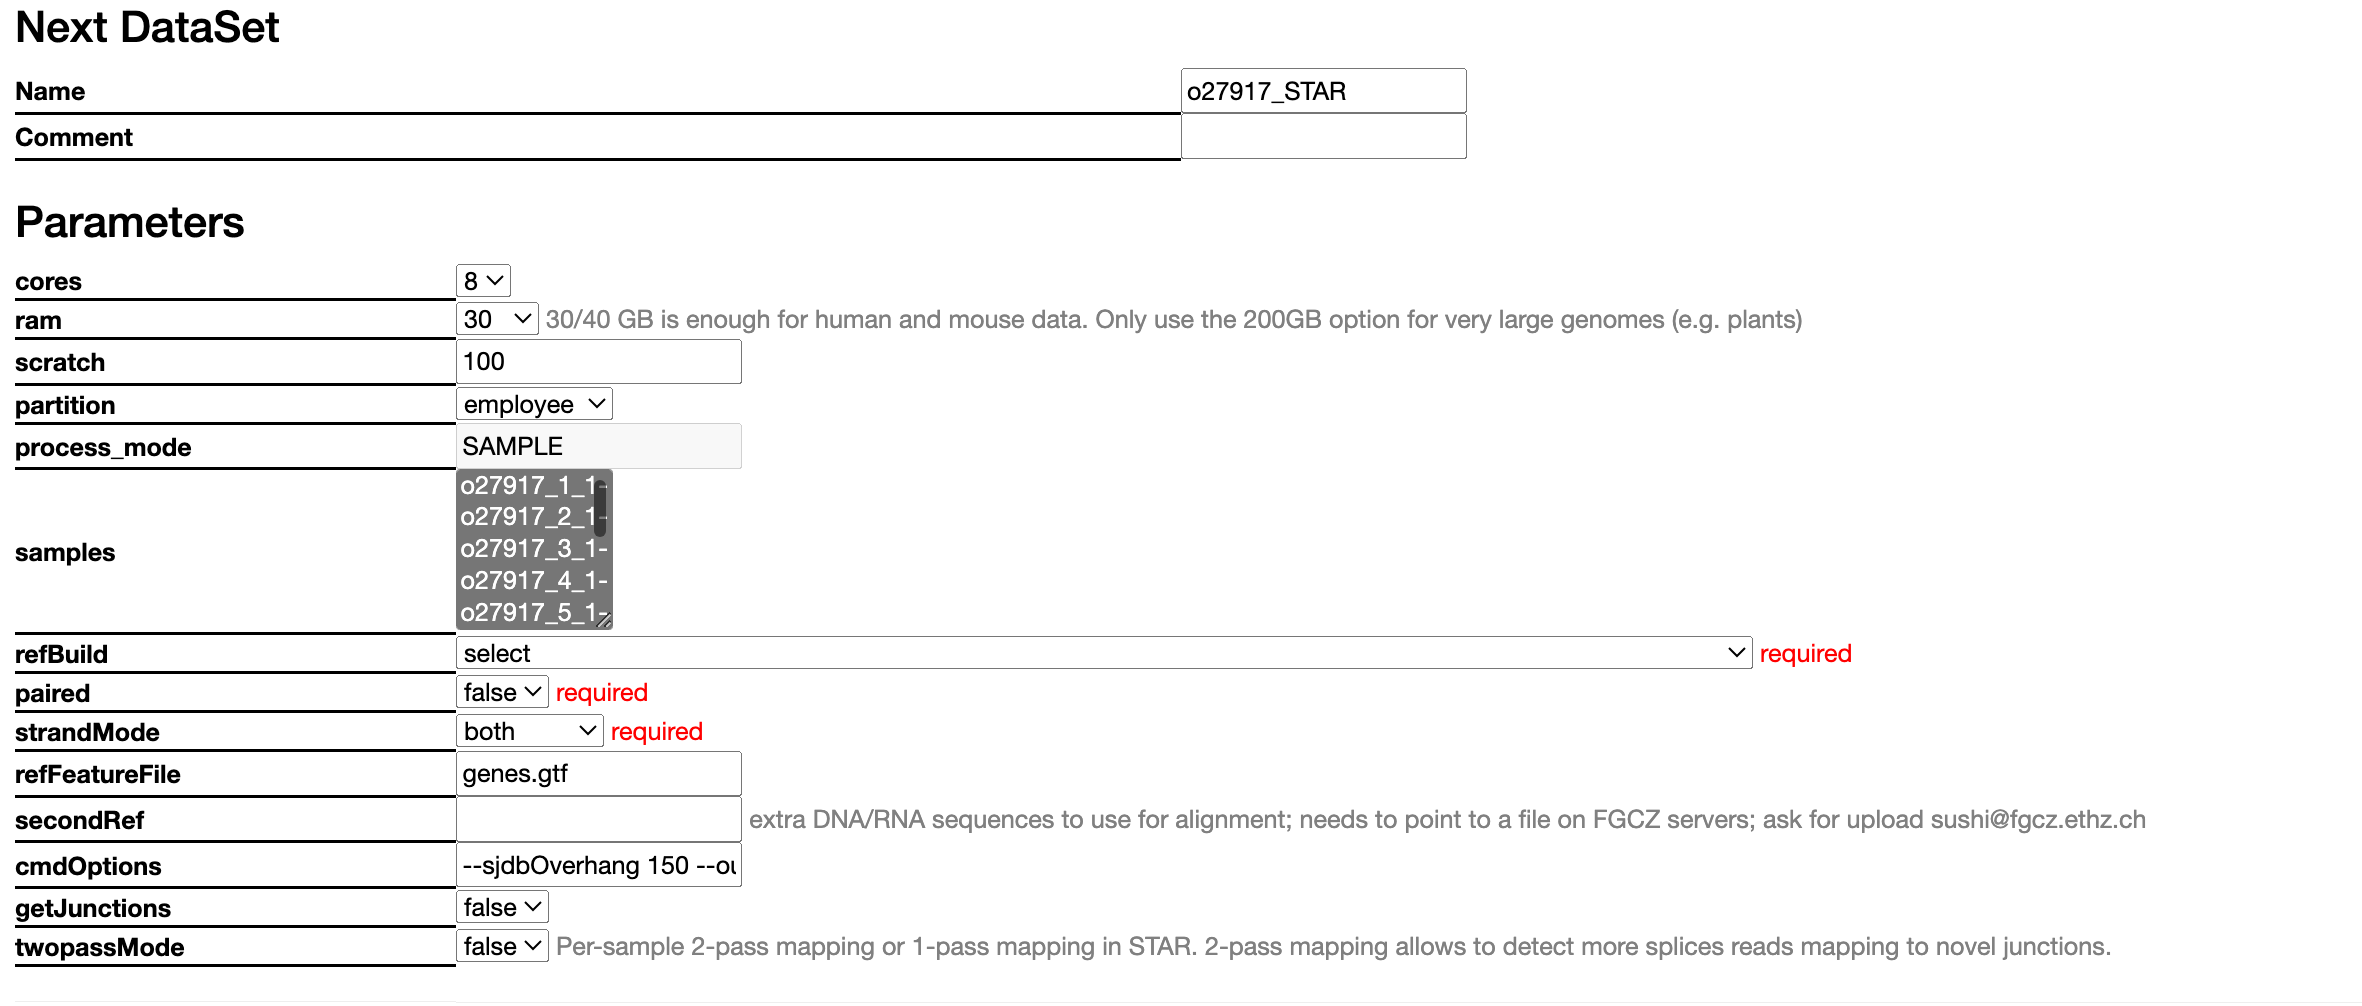 Next DataSet
Name o27917_STAR
Comment
Parameters
cores 8
ram 30 30/40 GB is enough for human and mouse data. Only use the 200GB option for very large genomes (e.g. plants)
scratch 100
partition employee
process_mode SAMPLE
o27917_1_1-
o27917_2_1-
samples o27917_3_1-
o27917_4_1-
o27917_5_1-
refBuild select required
paired false required
strandMode both required
refFeatureFile genes.gtf
secondRef extra DNA/RNA sequences to use for alignment; needs to point to a file on FGCZ servers; ask for upload sushi@fgcz.ethz.ch
cmdOptions --sjdbOverhang 150 --ou
getJunctions false
twopassMode false Per-sample 2-pass mapping or 1-pass mapping in STAR. 2-pass mapping allows to detect more splices reads mapping to novel junctions.